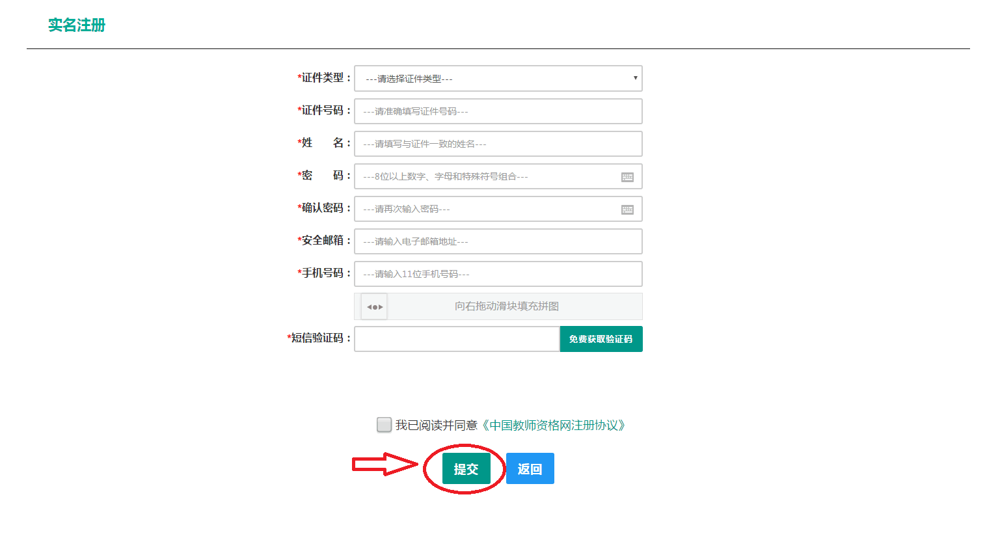 实名注册
*证件类型： ---请选择证件类型---
*证件号码： ---请准确填写证件号码---
*姓 名： ---请填写与证件一致的姓名---
*密 码： ---8位以上数字、字母和特殊符号组合---
*确认密码： ---请再次输入密码---
*安全邮箱： ---请输入电子邮箱地址---
*手机号码： ---请输入11位手机号码---
向右拖动滑块填充拼图
*短信验证码： 免费获取验证码
我已阅读并同意《中国教师资格网注册协议》
提交 返回